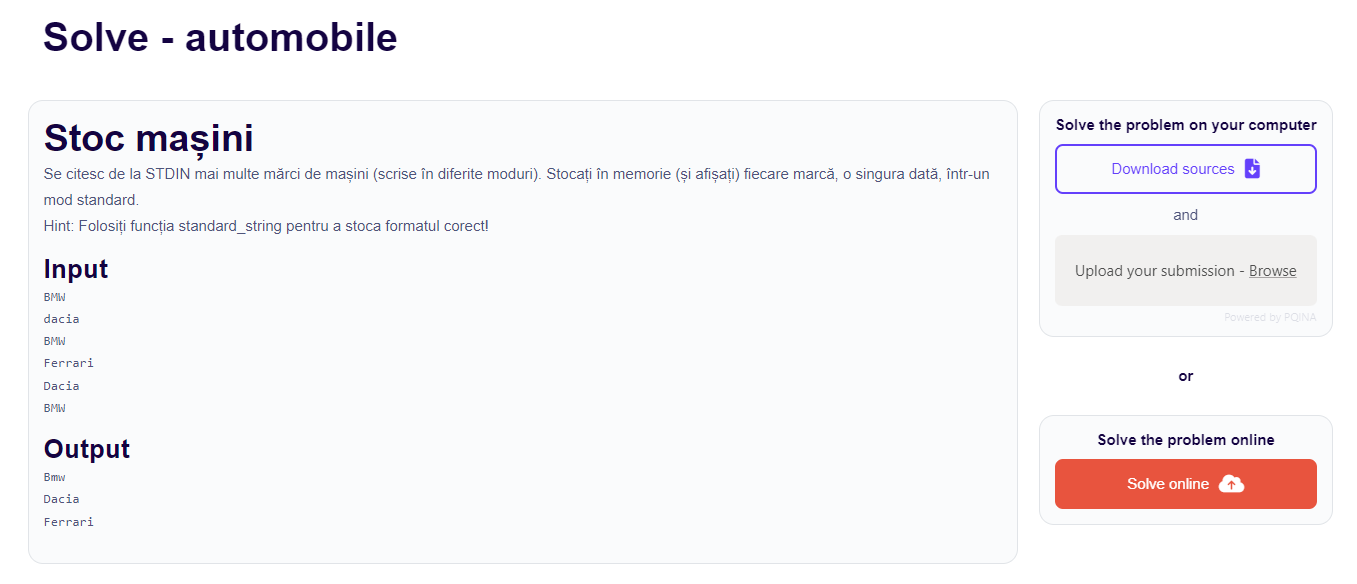 Solve - automobile
Stoc mașini
Se citesc de la STDIN mai multe mărci de mașini (scrise în diferite moduri). Stocați în memorie (și afișați) fiecare marcă, o singura dată, într-un
mod standard.
Hint: Folosiți funcția standard_string pentru a stoca formatul corect!
Input
BMW
dacia
BMW
Ferrari
Dacia
BMW
Output
Bmw
Dacia
Ferrari
Solve the problem on your computer
Download sources
and
Upload your submission - Browse
Powered by PQINA
or
Solve the problem online
Solve online